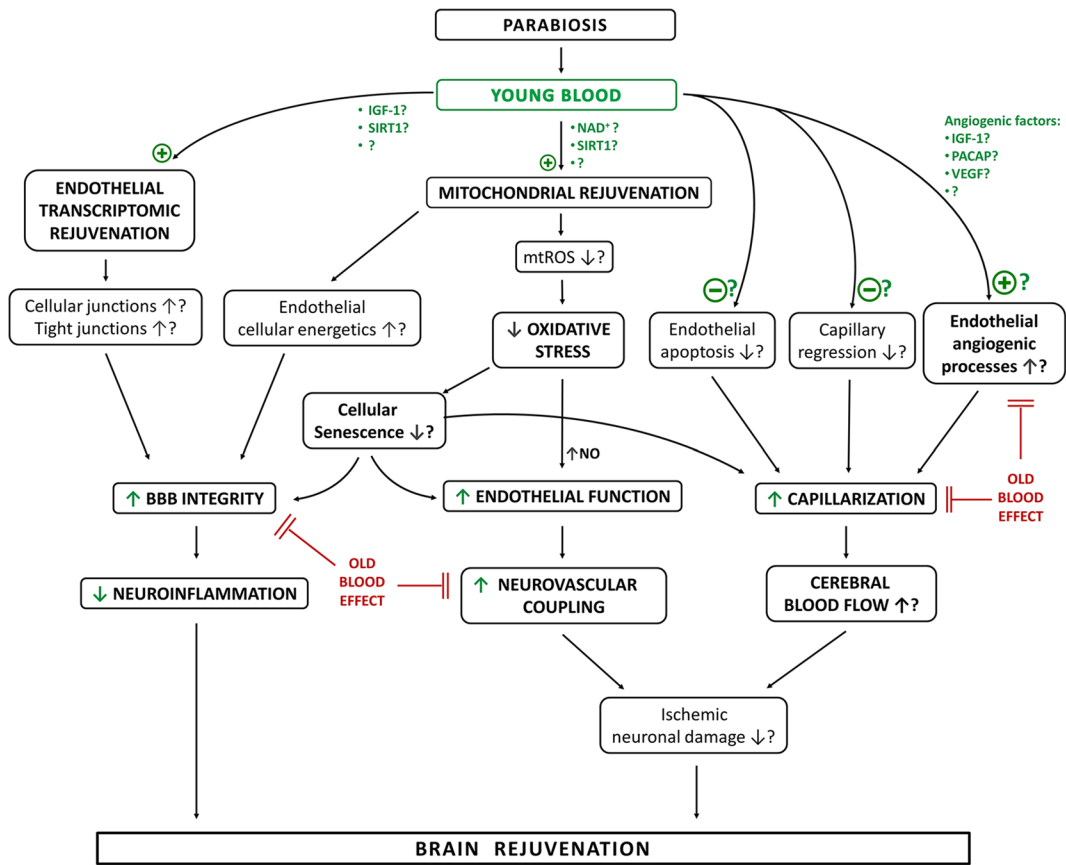 PARABIOSIS
YOUNG BLOOD
• IGF-1?
• SIRT1?
• ?
• NAD⁺ ?
• SIRT1?
• ?
Angiogenic factors:
• IGF-1?
• PACAP?
• VEGF?
• ?
+
+
ENDOTHELIAL
TRANSCRIPTOMIC
REJUVENATION
MITOCHONDRIAL REJUVENATION
mtROS ↓?
−?
−?
+?
Cellular junctions ↑?
Tight junctions ↑?
Endothelial
cellular energetics ↑?
↓ OXIDATIVE
STRESS
Endothelial
apoptosis ↓?
Capillary
regression ↓?
Endothelial
angiogenic
processes ↑?
Cellular
Senescence ↓?
↑NO
↑ BBB INTEGRITY
↑ ENDOTHELIAL FUNCTION
↑ CAPILLARIZATION
OLD
BLOOD
EFFECT
OLD
BLOOD
EFFECT
↓ NEUROINFLAMMATION
↑ NEUROVASCULAR
COUPLING
CEREBRAL
BLOOD FLOW ↑?
Ischemic
neuronal damage ↓?
BRAIN REJUVENATION